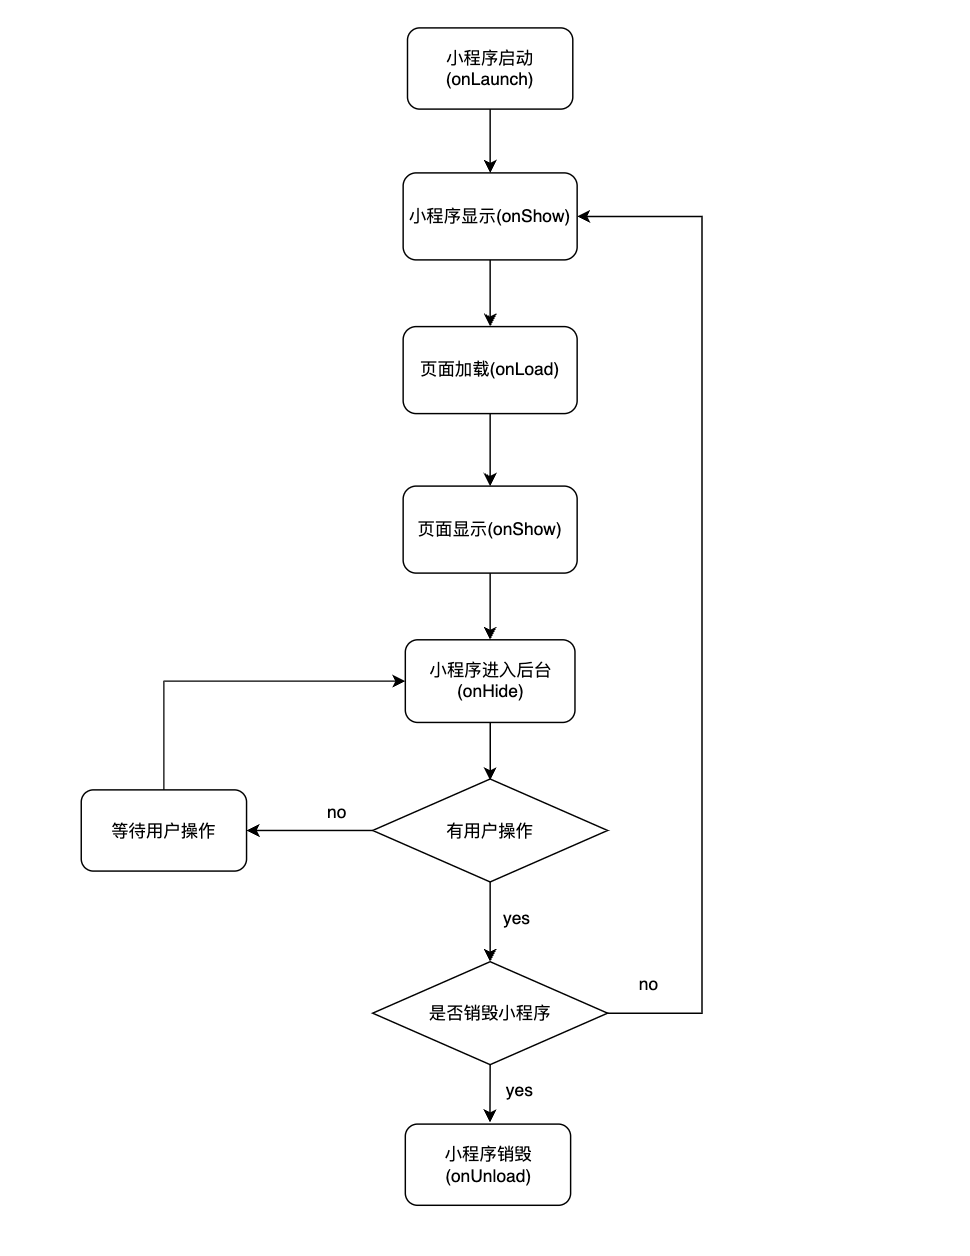 小程序启动
(onLaunch)
小程序显示(onShow)
页面加载(onLoad)
页面显示(onShow)
小程序进入后台
(onHide)
no
等待用户操作
有用户操作
yes
是否销毁小程序
no
yes
小程序销毁
(onUnload)